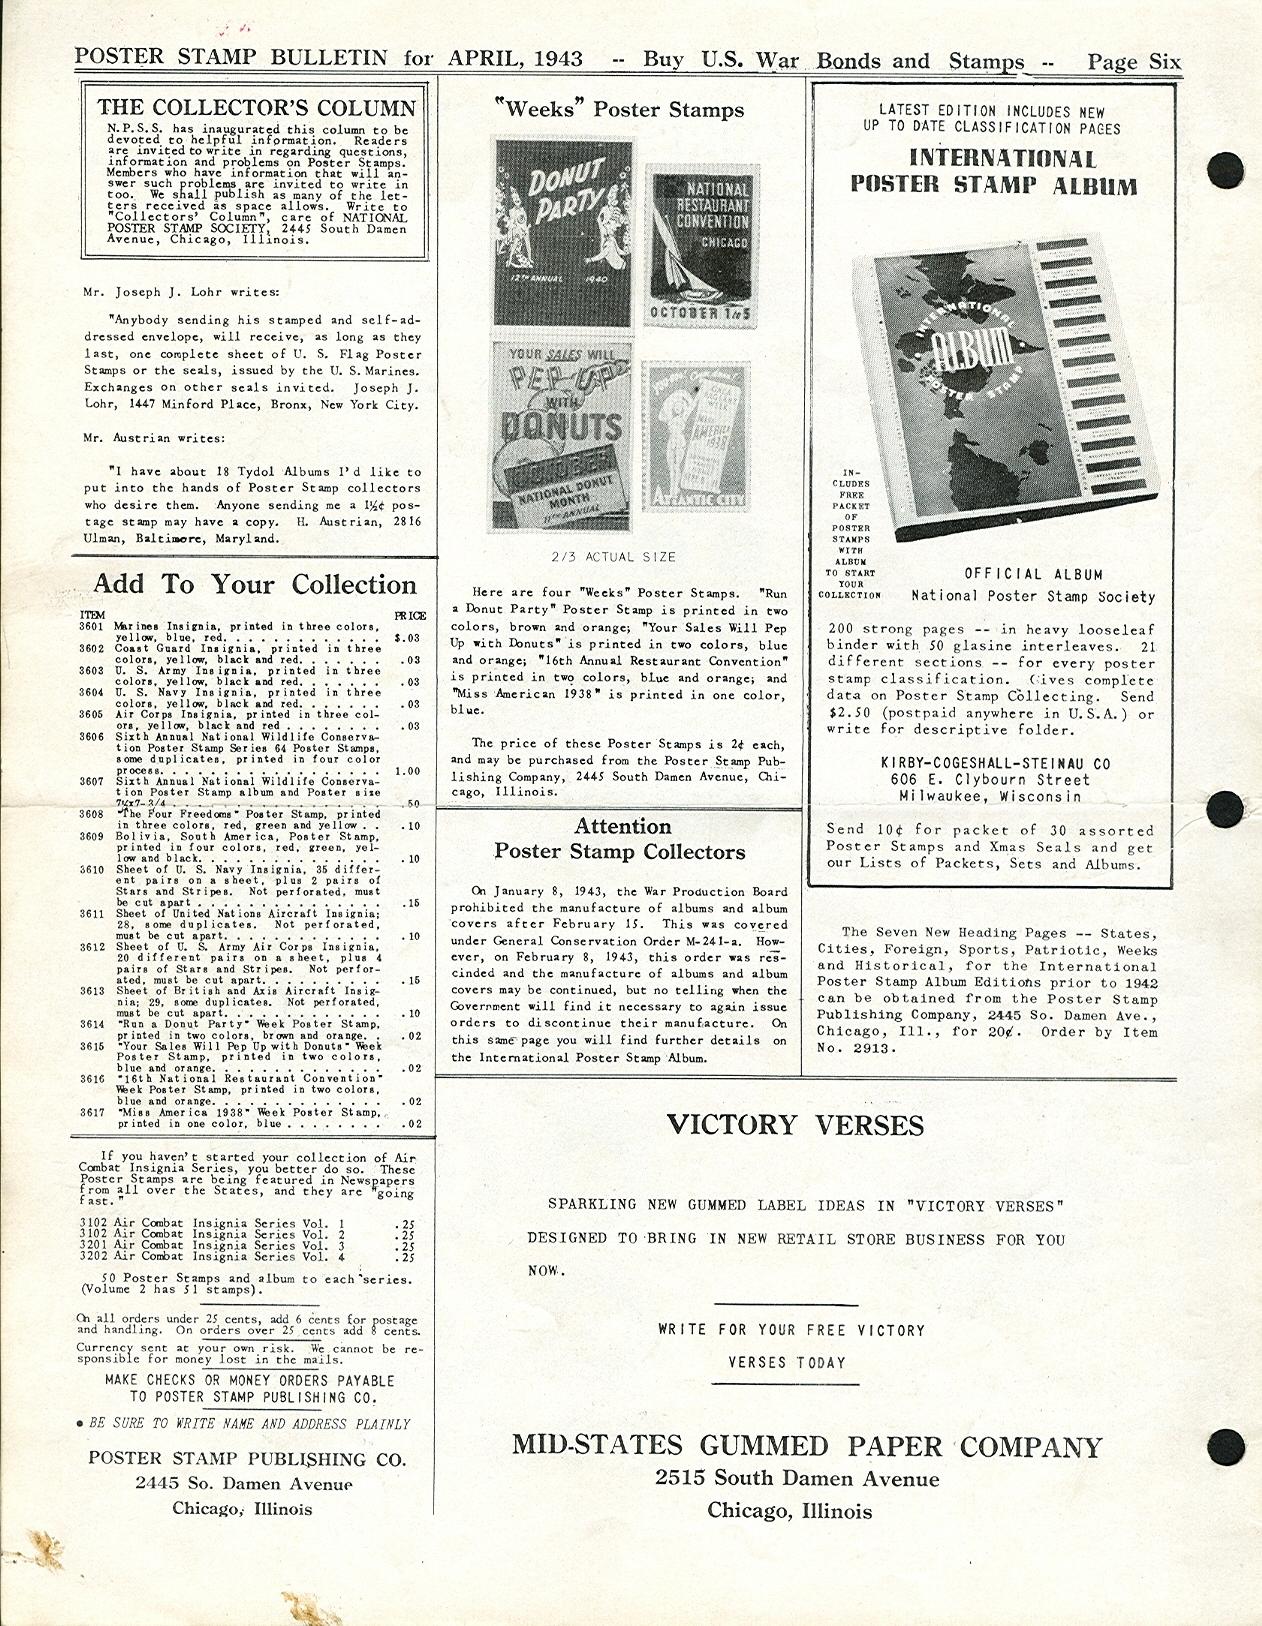 POSTER STAMP BULLETIN for APRIL, 1943 -- Buy U.S. War Bonds and Stamps -- Page Six
THE COLLECTOR'S COLUMN
N.P.S.S. has inaugurated this column to be
devoted to helpful information. Readers
are invited to write in regarding questions,
information and problems on Poster Stamps.
Members who have information that will an-
swer such problems are invited to write in
too. We shall publish as many of the let-
ters received as space allows. Write to
"Collectors' Column", care of NATIONAL
POSTER STAMP SOCIETY, 2445 South Damen
Avenue, Chicago, Illinois.
Mr. Joseph J. Lohr writes:
"Anybody sending his stamped and self-ad-
dressed envelope, will receive, as long as they
last, one complete sheet of U. S. Flag Poster
Stamps or the seals, issued by the U. S. Marines.
Exchanges on other seals invited. Joseph J.
Lohr, 1447 Minford Place, Bronx, New York City.
Mr. Austrian writes:
"I have about 18 Tydol Albums I'd like to
put into the hands of Poster Stamp collectors
who desire them. Anyone sending me a 1½¢ pos-
tage stamp may have a copy. H. Austrian, 2816
Ulman, Baltimore, Maryland.
Add To Your Collection
ITEM PRICE
3601 Marines Insignia, printed in three colors,
yellow, blue, red. . . . . . . . . . . . . $.03
3602 Coast Guard Insignia, printed in three
colors, yellow, black and red. . . . . . . .03
3603 U. S. Army Insignia, printed in three
colors, yellow, black and red. . . . . . . .03
3604 U. S. Navy Insignia, printed in three
colors, yellow, black and red. . . . . . . .03
3605 Air Corps Insignia, printed in three col-
ors, yellow, black and red . . . . . . . . .03
3606 Sixth Annual National Wildlife Conserva-
tion Poster Stamp Series 64 Poster Stamps,
some duplicates, printed in four color
process. . . . . . . . . . . . . . . . . . 1.00
3607 Sixth Annual National Wildlife Conserva-
tion Poster Stamp album and Poster size
7½x7-3/4 . . . . . . . . . . . . . . . . . .50
3608 "The Four Freedoms" Poster Stamp, printed
in three colors, red, green and yellow . . .10
3609 Bolivia, South America, Poster Stamp,
printed in four colors, red, green, yel-
low and black. . . . . . . . . . . . . . . .10
3610 Sheet of U. S. Navy Insignia, 35 differ-
ent pairs on a sheet, plus 2 pairs of
Stars and Stripes. Not perforated, must
be cut apart . . . . . . . . . . . . . . . .15
3611 Sheet of United Nations Aircraft Insignia;
28, some duplicates. Not perforated,
must be cut apart. . . . . . . . . . . . . .10
3612 Sheet of U. S. Army Air Corps Insignia,
20 different pairs on a sheet, plus 4
pairs of Stars and Stripes. Not perfor-
ated, must be cut apart. . . . . . . . . . .15
3613 Sheet of British and Axis Aircraft Insig-
nia; 29, some duplicates. Not perforated,
must be cut apart. . . . . . . . . . . . . .10
3614 "Run a Donut Party" Week Poster Stamp,
printed in two colors, brown and orange. . .02
3615 "Your Sales Will Pep Up with Donuts" Week
Poster Stamp, printed in two colors,
blue and orange. . . . . . . . . . . . . . .02
3616 "16th National Restaurant Convention"
Week Poster Stamp, printed in two colors,
blue and orange. . . . . . . . . . . . . . .02
3617 "Miss America 1938" Week Poster Stamp,
printed in one color, blue . . . . . . . . .02
If you haven't started your collection of Air
Combat Insignia Series, you better do so. These
Poster Stamps are being featured in Newspapers
from all over the States, and they are "going
fast."
3102 Air Combat Insignia Series Vol. 1 .25
3102 Air Combat Insignia Series Vol. 2 .25
3201 Air Combat Insignia Series Vol. 3 .25
3202 Air Combat Insignia Series Vol. 4 .25
50 Poster Stamps and album to each series.
(Volume 2 has 51 stamps).
On all orders under 25 cents, add 6 cents for postage
and handling. On orders over 25 cents add 8 cents.
Currency sent at your own risk. We cannot be re-
sponsible for money lost in the mails.
MAKE CHECKS OR MONEY ORDERS PAYABLE
TO POSTER STAMP PUBLISHING CO.
• BE SURE TO WRITE NAME AND ADDRESS PLAINLY
POSTER STAMP PUBLISHING CO.
2445 So. Damen Avenue
Chicago, Illinois
"Weeks" Poster Stamps
DONUT
PARTY
12TH ANNUAL 1940
NATIONAL
RESTAURANT
CONVENTION
CHICAGO
OCTOBER 1 to 5
YOUR SALES WILL
PEP-UP
WITH
DONUTS
OCTOBER
NATIONAL DONUT
MONTH
11TH ANNUAL
AMERICA
1938
ATLANTIC CITY
2/3 ACTUAL SIZE
Here are four "Weeks" Poster Stamps. "Run
a Donut Party" Poster Stamp is printed in two
colors, brown and orange; "Your Sales Will Pep
Up with Donuts" is printed in two colors, blue
and orange; "16th Annual Restaurant Convention"
is printed in two colors, blue and orange; and
"Miss American 1938" is printed in one color,
blue.
The price of these Poster Stamps is 2¢ each,
and may be purchased from the Poster Stamp Pub-
lishing Company, 2445 South Damen Avenue, Chi-
cago, Illinois.
Attention
Poster Stamp Collectors
On January 8, 1943, the War Production Board
prohibited the manufacture of albums and album
covers after February 15. This was covered
under General Conservation Order M-241-a. How-
ever, on February 8, 1943, this order was res-
cinded and the manufacture of albums and album
covers may be continued, but no telling when the
Government will find it necessary to again issue
orders to discontinue their manufacture. On
this same page you will find further details on
the International Poster Stamp Album.
LATEST EDITION INCLUDES NEW
UP TO DATE CLASSIFICATION PAGES
INTERNATIONAL
POSTER STAMP ALBUM
INTERNATIONAL
ALBUM
POSTER STAMP
IN-
CLUDES
FREE
PACKET
OF
POSTER
STAMPS
WITH
ALBUM
TO START
YOUR
COLLECTION
OFFICIAL ALBUM
National Poster Stamp Society
200 strong pages -- in heavy looseleaf
binder with 50 glasine interleaves. 21
different sections -- for every poster
stamp classification. Gives complete
data on Poster Stamp Collecting. Send
$2.50 (postpaid anywhere in U.S.A.) or
write for descriptive folder.
KIRBY-COGESHALL-STEINAU CO
606 E. Clybourn Street
Milwaukee, Wisconsin
Send 10¢ for packet of 30 assorted
Poster Stamps and Xmas Seals and get
our Lists of Packets, Sets and Albums.
The Seven New Heading Pages -- States,
Cities, Foreign, Sports, Patriotic, Weeks
and Historical, for the International
Poster Stamp Album Editions prior to 1942
can be obtained from the Poster Stamp
Publishing Company, 2445 So. Damen Ave.,
Chicago, Ill., for 20¢. Order by Item
No. 2913.
VICTORY VERSES
SPARKLING NEW GUMMED LABEL IDEAS IN "VICTORY VERSES"
DESIGNED TO BRING IN NEW RETAIL STORE BUSINESS FOR YOU
NOW.
WRITE FOR YOUR FREE VICTORY
VERSES TODAY
MID-STATES GUMMED PAPER COMPANY
2515 South Damen Avenue
Chicago, Illinois